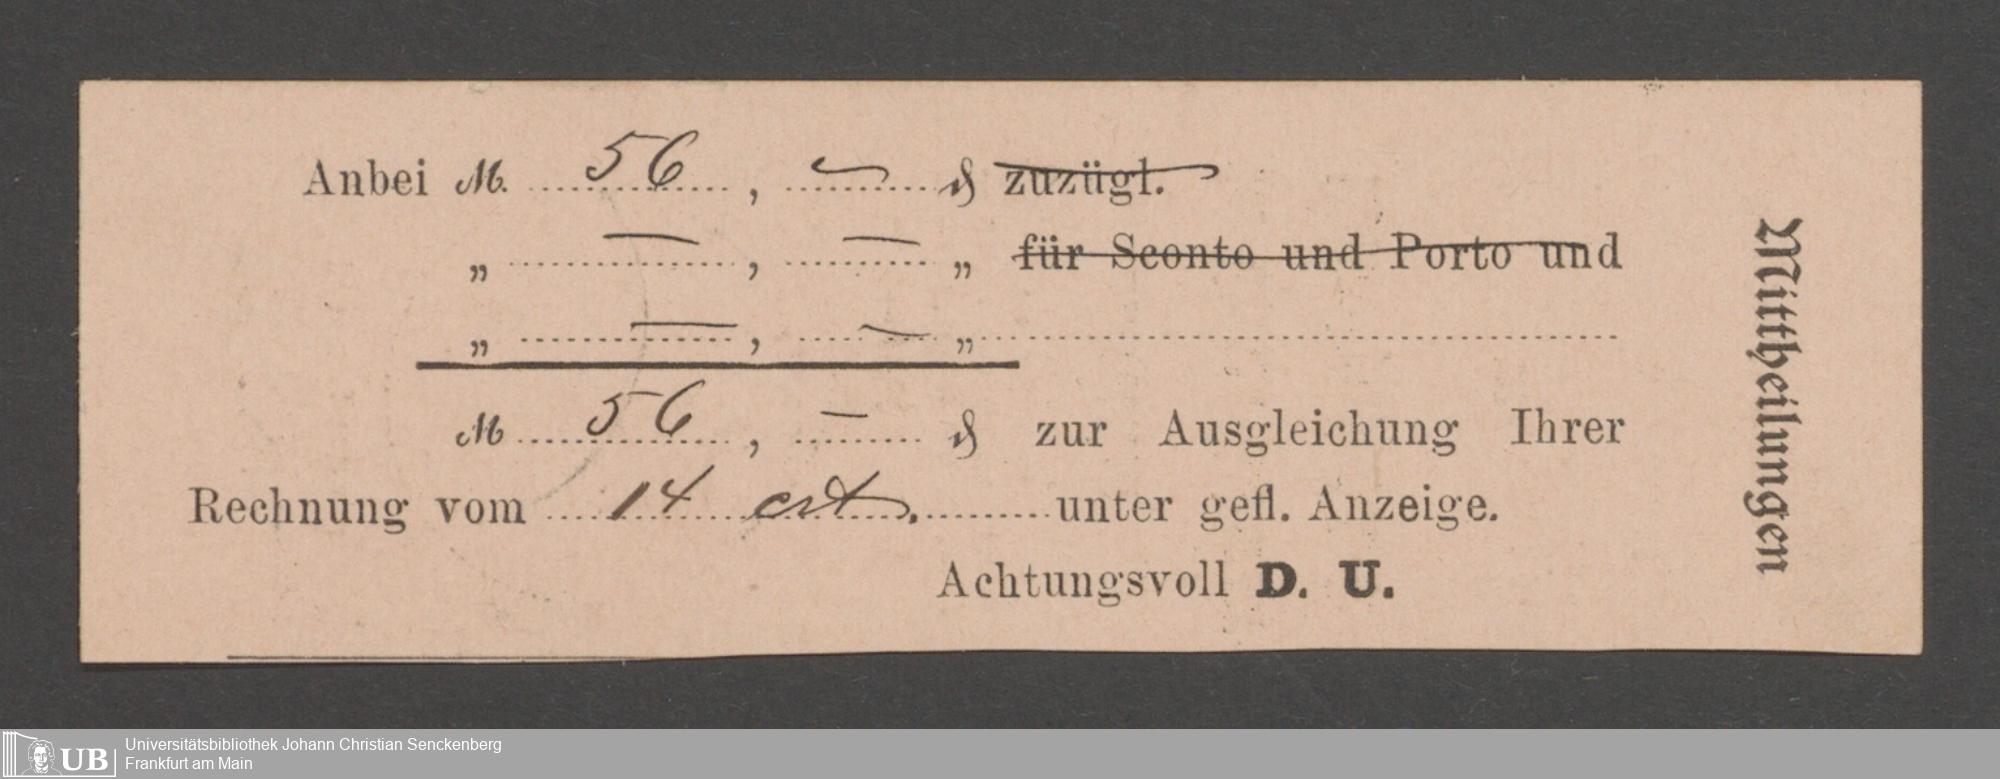 Anbei M. 56, — ₰ zuzügl.
„ —, — „ für Sconto und Porto und
„ —, — „
M 56, — ₰ zur Ausgleichung Ihrer
Rechnung vom 14 crt. unter gefl. Anzeige.
Achtungsvoll D. U.
Mittheilungen
UB
Universitätsbibliothek Johann Christian Senckenberg
Frankfurt am Main